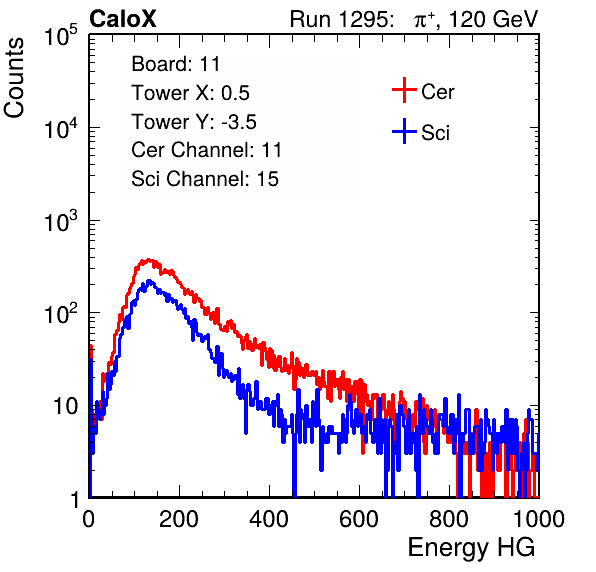 CaloX Run 1295: π⁺, 120 GeV
Counts
10⁵
10⁴
10³
10²
10
1
Board: 11
Tower X: 0.5
Tower Y: -3.5
Cer Channel: 11
Sci Channel: 15
Cer
Sci
0 200 400 600 800 1000
Energy HG